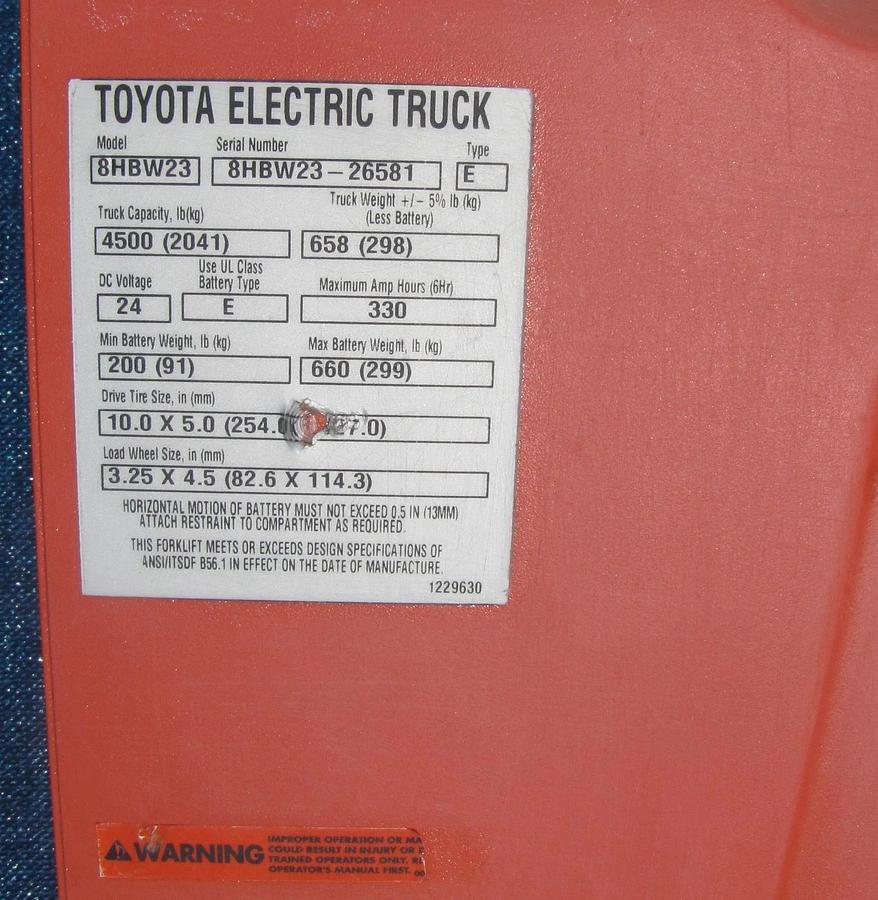 TOYOTA ELECTRIC TRUCK
Model Serial Number Type
8HBW23 8HBW23-26581 E
Truck Capacity, lb(kg) Truck Weight +/- 5% lb (kg)
(Less Battery)
4500 (2041) 658 (298)
DC Voltage Use UL Class Battery Type Maximum Amp Hours (6Hr)
24 E 330
Min Battery Weight, lb (kg) Max Battery Weight, lb (kg)
200 (91) 660 (299)
Drive Tire Size, in (mm)
10.0 X 5.0 (254.0
Load Wheel Size, in (mm)
3.25 X 4.5 (82.6 X 114.3)
HORIZONTAL MOTION OF BATTERY MUST NOT EXCEED 0.5 IN (13MM)
ATTACH RESTRAINT TO COMPARTMENT AS REQUIRED.
THIS FORKLIFT MEETS OR EXCEEDS DESIGN SPECIFICATIONS OF
ANSI/ITSDF B56.1 IN EFFECT ON THE DATE OF MANUFACTURE.
1229630
WARNING
IMPROPER OPERATION OR
COULD RESULT IN INJURY OR
TRAINED OPERATORS ONLY.
OPERATOR'S MANUAL FIRST.